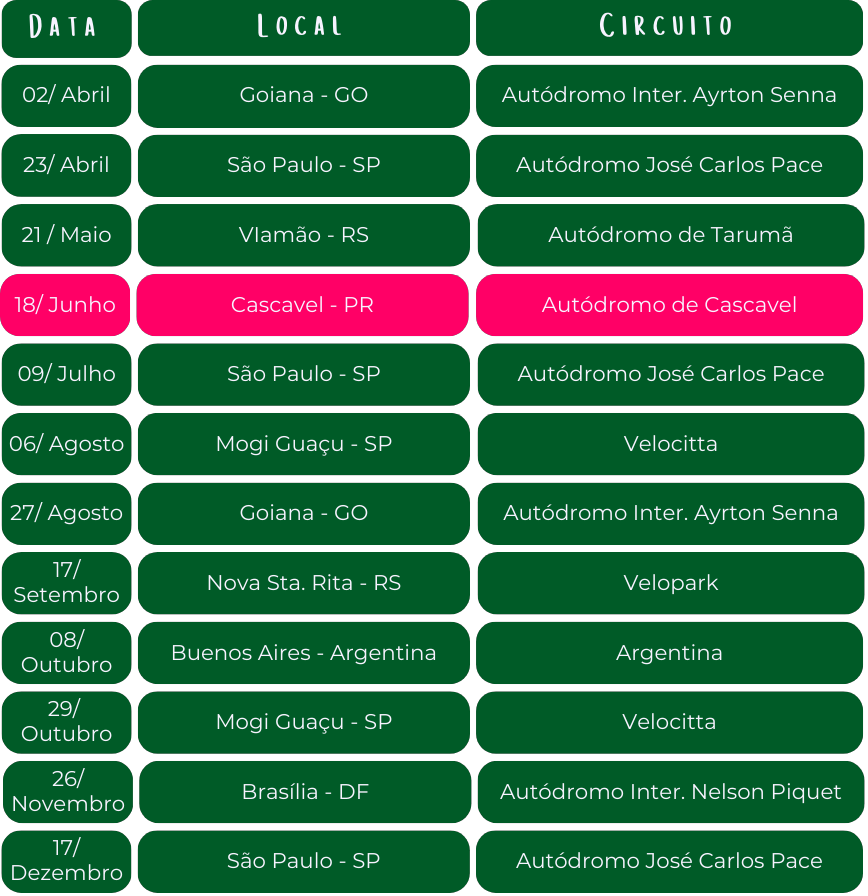 Data Local Circuito
02/ Abril Goiana - GO Autódromo Inter. Ayrton Senna
23/ Abril São Paulo - SP Autódromo José Carlos Pace
21 / Maio VIamão - RS Autódromo de Tarumã
18/ Junho Cascavel - PR Autódromo de Cascavel
09/ Julho São Paulo - SP Autódromo José Carlos Pace
06/ Agosto Mogi Guaçu - SP Velocitta
27/ Agosto Goiana - GO Autódromo Inter. Ayrton Senna
17/
Setembro Nova Sta. Rita - RS Velopark
08/
Outubro Buenos Aires - Argentina Argentina
29/
Outubro Mogi Guaçu - SP Velocitta
26/
Novembro Brasília - DF Autódromo Inter. Nelson Piquet
17/
Dezembro São Paulo - SP Autódromo José Carlos Pace